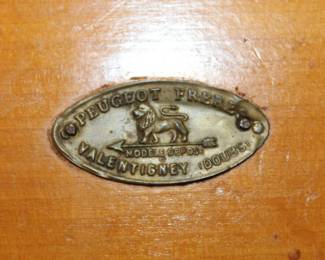 PEUGEOT FRERES
MODELE DEPOSE
VALENTIGNEY (DOUBS)